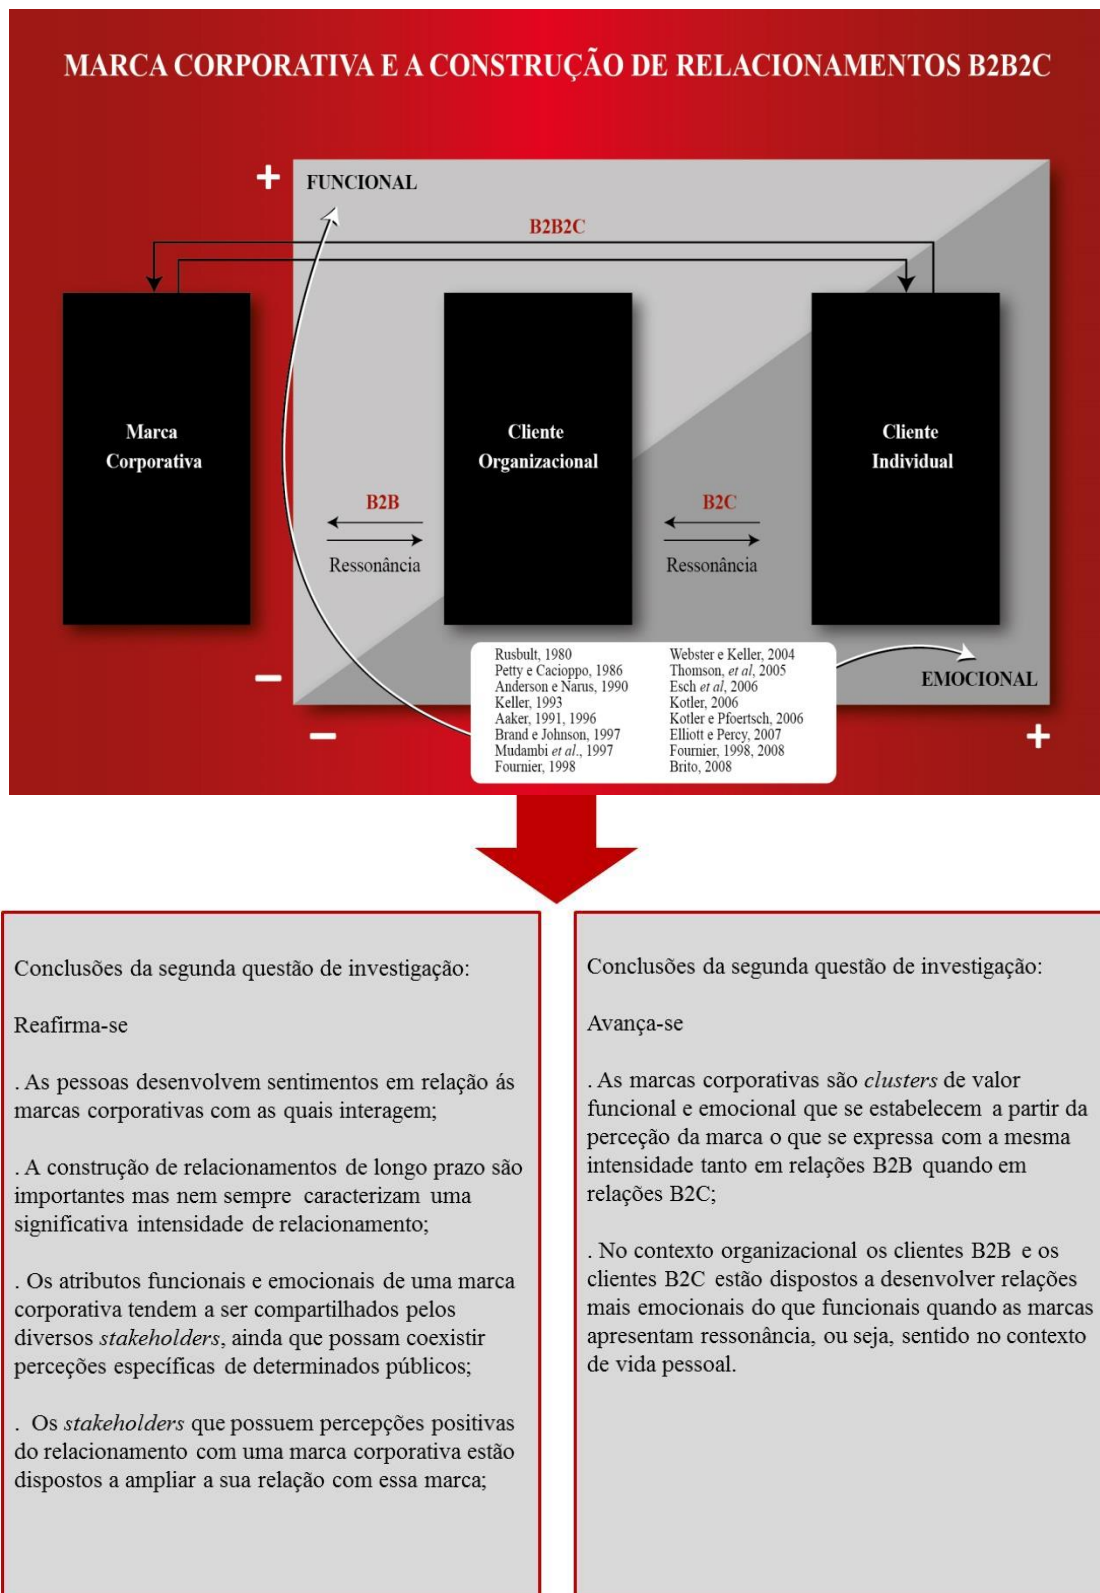 MARCA CORPORATIVA E A CONSTRUÇÃO DE RELACIONAMENTOS B2B2C
+
FUNCIONAL
B2B2C
Marca
Corporativa
Cliente
Organizacional
Cliente
Individual
B2B
Ressonância
B2C
Ressonância
Rusbult, 1980
Petty e Cacioppo, 1986
Anderson e Narus, 1990
Keller, 1993
Aaker, 1991, 1996
Brand e Johnson, 1997
Mudambi et al., 1997
Fournier, 1998
Webster e Keller, 2004
Thomson, et al, 2005
Esch et al, 2006
Kotler, 2006
Kotler e Pfoertsch, 2006
Elliott e Percy, 2007
Fournier, 1998, 2008
Brito, 2008
EMOCIONAL
–
–
+
Conclusões da segunda questão de investigação:
Reafirma-se
. As pessoas desenvolvem sentimentos em relação ás
marcas corporativas com as quais interagem;
. A construção de relacionamentos de longo prazo são
importantes mas nem sempre caracterizam uma
significativa intensidade de relacionamento;
. Os atributos funcionais e emocionais de uma marca
corporativa tendem a ser compartilhados pelos
diversos stakeholders, ainda que possam coexistir
perceções específicas de determinados públicos;
. Os stakeholders que possuem percepções positivas
do relacionamento com uma marca corporativa estão
dispostos a ampliar a sua relação com essa marca;
Conclusões da segunda questão de investigação:
Avança-se
. As marcas corporativas são clusters de valor
funcional e emocional que se estabelecem a partir da
perceção da marca o que se expressa com a mesma
intensidade tanto em relações B2B quando em
relações B2C;
. No contexto organizacional os clientes B2B e os
clientes B2C estão dispostos a desenvolver relações
mais emocionais do que funcionais quando as marcas
apresentam ressonância, ou seja, sentido no contexto
de vida pessoal.